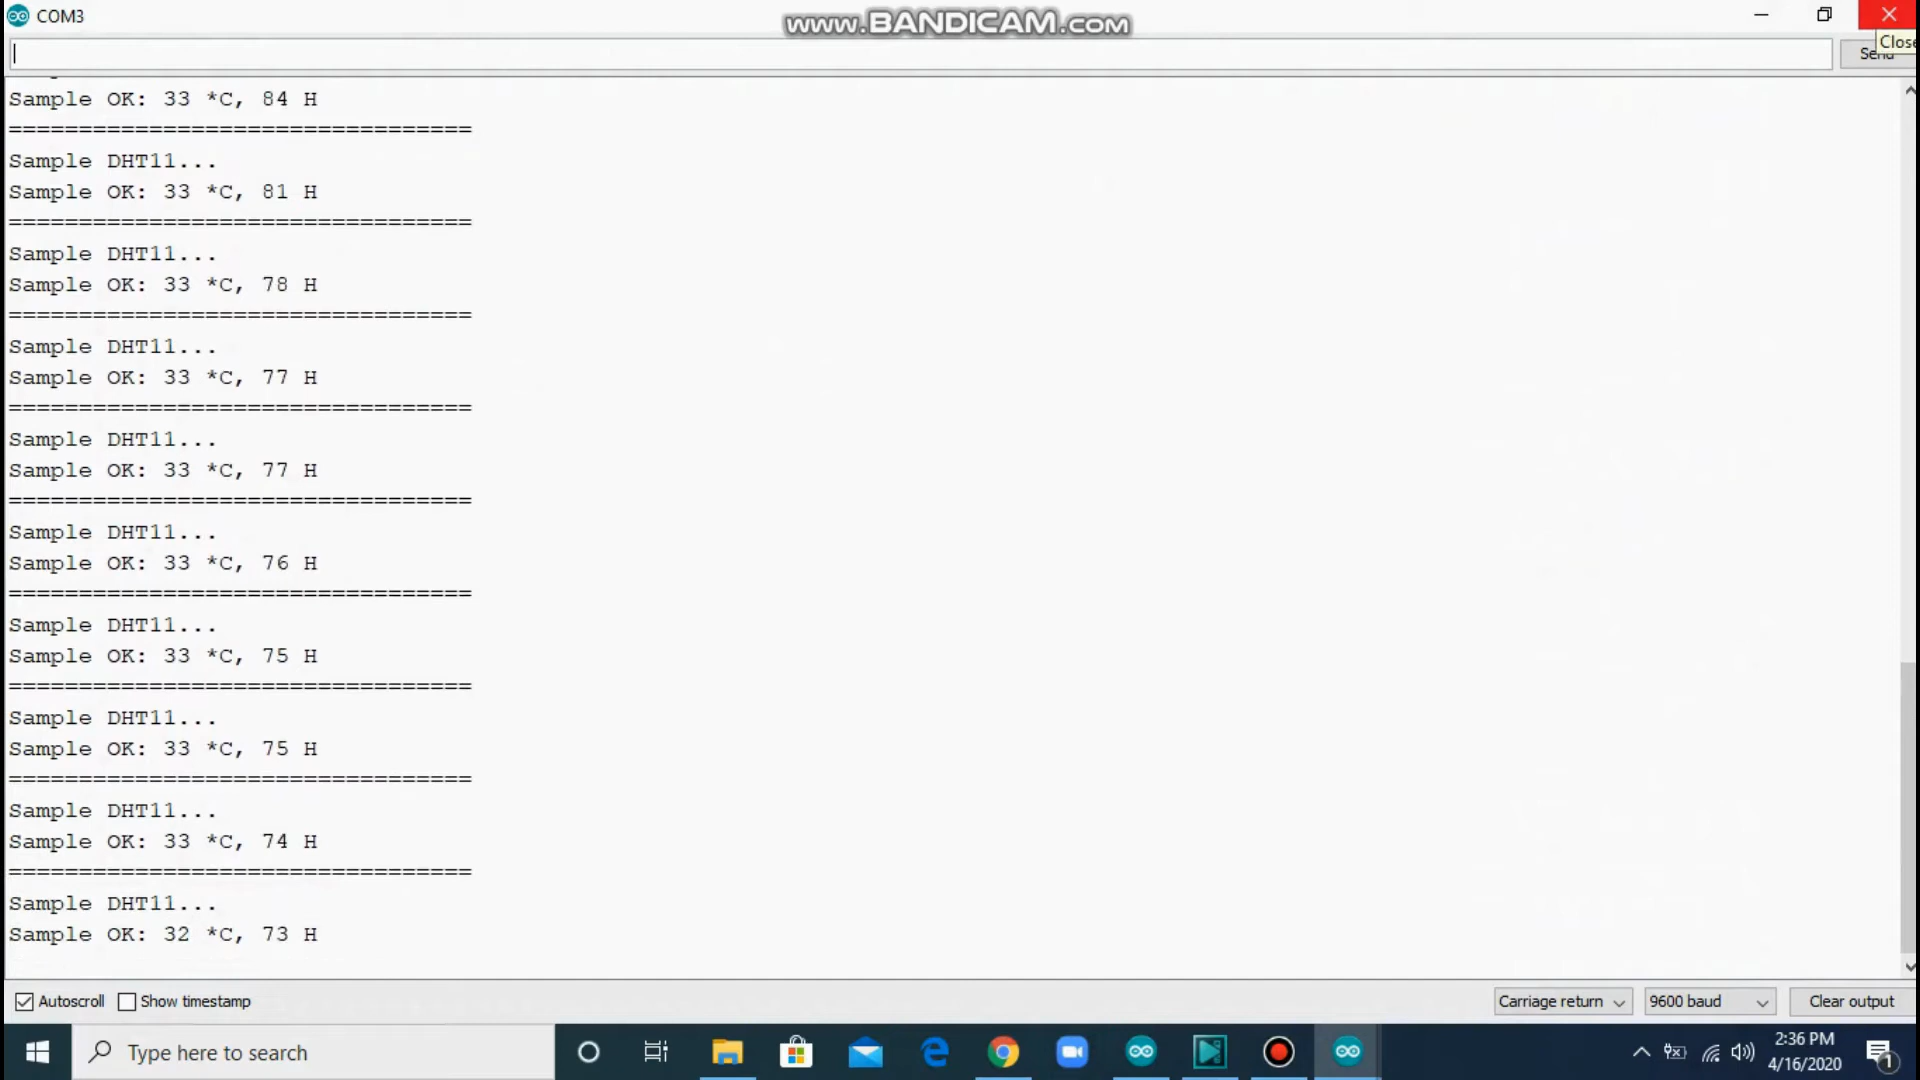 COM3
www.BANDICAM.com
Close
Send
Sample OK: 33 *C, 84 H
=================================
Sample DHT11...
Sample OK: 33 *C, 81 H
=================================
Sample DHT11...
Sample OK: 33 *C, 78 H
=================================
Sample DHT11...
Sample OK: 33 *C, 77 H
=================================
Sample DHT11...
Sample OK: 33 *C, 77 H
=================================
Sample DHT11...
Sample OK: 33 *C, 76 H
=================================
Sample DHT11...
Sample OK: 33 *C, 75 H
=================================
Sample DHT11...
Sample OK: 33 *C, 75 H
=================================
Sample DHT11...
Sample OK: 33 *C, 74 H
=================================
Sample DHT11...
Sample OK: 32 *C, 73 H
Autoscroll Show timestamp Carriage return 9600 baud Clear output
Type here to search
2:36 PM
4/16/2020
1